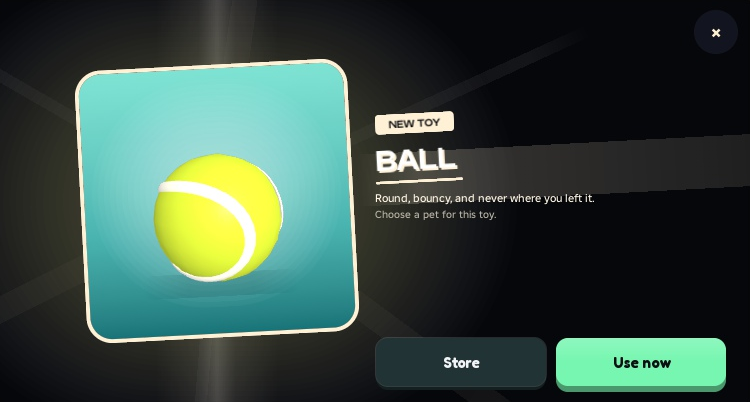 ×
NEW TOY
BALL
Round, bouncy, and never where you left it.
Choose a pet for this toy.
Store
Use now